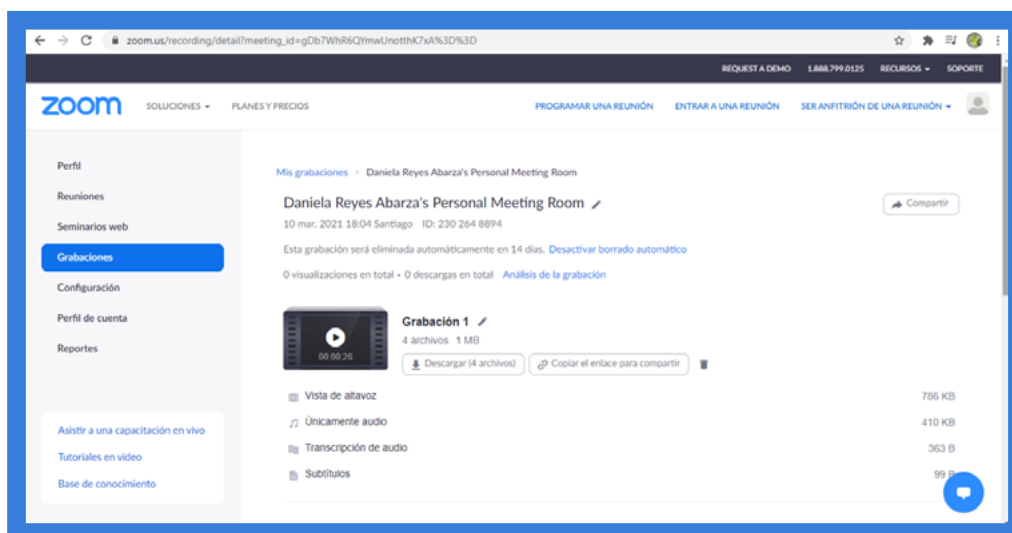 zoom.us/recording/detail?meeting_id=gDb7WhR6QYmwUnotthK7xA%3D%3D
REQUEST A DEMO 1.888.799.0125 RECURSOS SOPORTE
zoom SOLUCIONES PLANES Y PRECIOS PROGRAMAR UNA REUNIÓN ENTRAR A UNA REUNIÓN SER ANFITRIÓN DE UNA REUNIÓN
Perfil
Reuniones
Seminarios web
Grabaciones
Configuración
Perfil de cuenta
Reportes
Asistir a una capacitación en vivo
Tutoriales en video
Base de conocimiento
Mis grabaciones > Daniela Reyes Abarza's Personal Meeting Room
Daniela Reyes Abarza's Personal Meeting Room
Compartir
10 mar. 2021 18:04 Santiago ID: 230 264 8894
Esta grabación será eliminada automáticamente en 14 días. Desactivar borrado automático
0 visualizaciones en total • 0 descargas en total Análisis de la grabación
Grabación 1
4 archivos 1 MB
00:00:26
Descargar (4 archivos) Copiar el enlace para compartir
Vista de altavoz 786 KB
Únicamente audio 410 KB
Transcripción de audio 363 B
Subtítulos 99 B